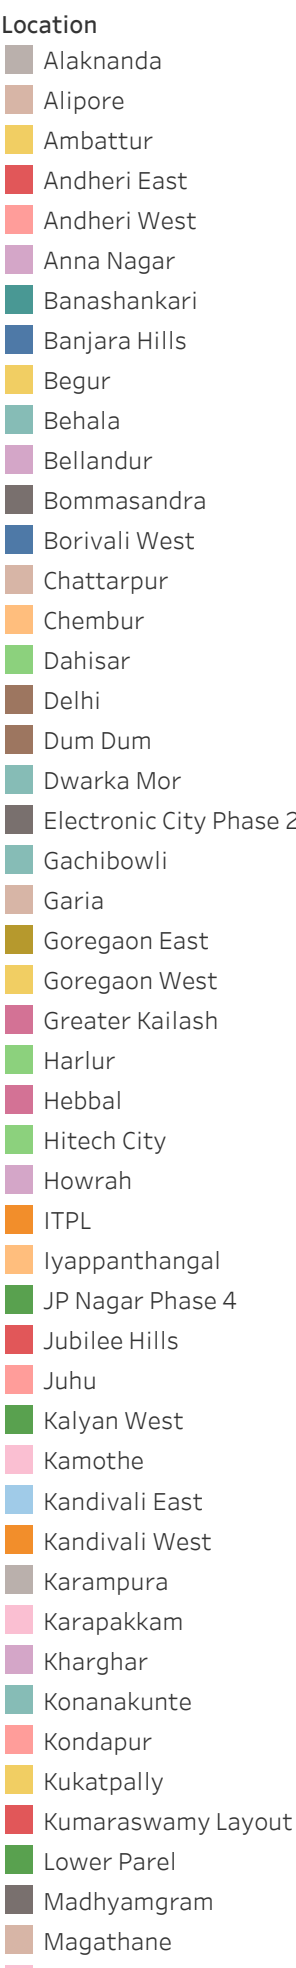 Location
Alaknanda
Alipore
Ambattur
Andheri East
Andheri West
Anna Nagar
Banashankari
Banjara Hills
Begur
Behala
Bellandur
Bommasandra
Borivali West
Chattarpur
Chembur
Dahisar
Delhi
Dum Dum
Dwarka Mor
Electronic City Phase 2
Gachibowli
Garia
Goregaon East
Goregaon West
Greater Kailash
Harlur
Hebbal
Hitech City
Howrah
ITPL
Iyappanthangal
JP Nagar Phase 4
Jubilee Hills
Juhu
Kalyan West
Kamothe
Kandivali East
Kandivali West
Karampura
Karapakkam
Kharghar
Konanakunte
Kondapur
Kukatpally
Kumaraswamy Layout
Lower Parel
Madhyamgram
Magathane